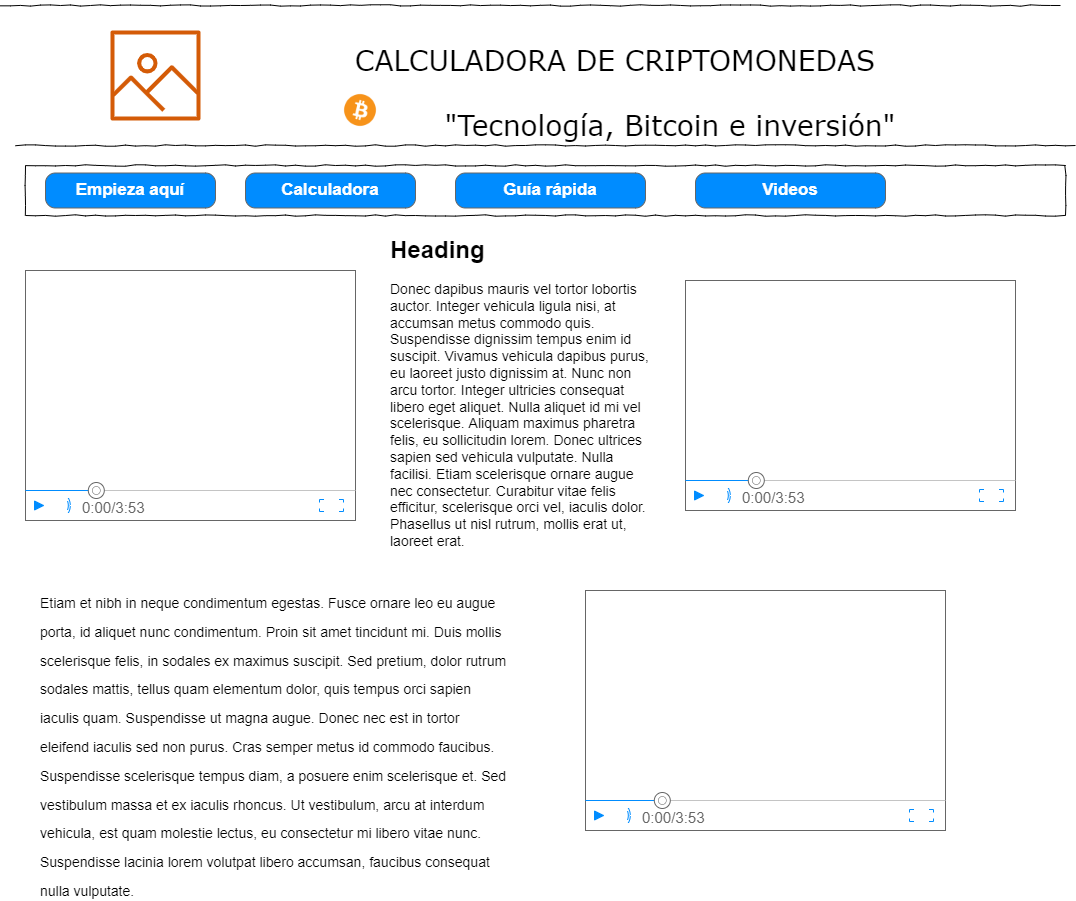 CALCULADORA DE CRIPTOMONEDAS
"Tecnología, Bitcoin e inversión"
Empieza aquí
Calculadora
Guía rápida
Videos
0:00/3:53
Heading
Donec dapibus mauris vel tortor lobortis
auctor. Integer vehicula ligula nisi, at
accumsan metus commodo quis.
Suspendisse dignissim tempus enim id
suscipit. Vivamus vehicula dapibus purus,
eu laoreet justo dignissim at. Nunc non
arcu tortor. Integer ultricies consequat
libero eget aliquet. Nulla aliquet id mi vel
scelerisque. Aliquam maximus pharetra
felis, eu sollicitudin lorem. Donec ultrices
sapien sed vehicula vulputate. Nulla
facilisi. Etiam scelerisque ornare augue
nec consectetur. Curabitur vitae felis
efficitur, scelerisque orci vel, iaculis dolor.
Phasellus ut nisl rutrum, mollis erat ut,
laoreet erat.
0:00/3:53
Etiam et nibh in neque condimentum egestas. Fusce ornare leo eu augue
porta, id aliquet nunc condimentum. Proin sit amet tincidunt mi. Duis mollis
scelerisque felis, in sodales ex maximus suscipit. Sed pretium, dolor rutrum
sodales mattis, tellus quam elementum dolor, quis tempus orci sapien
iaculis quam. Suspendisse ut magna augue. Donec nec est in tortor
eleifend iaculis sed non purus. Cras semper metus id commodo faucibus.
Suspendisse scelerisque tempus diam, a posuere enim scelerisque et. Sed
vestibulum massa et ex iaculis rhoncus. Ut vestibulum, arcu at interdum
vehicula, est quam molestie lectus, eu consectetur mi libero vitae nunc.
Suspendisse lacinia lorem volutpat libero accumsan, faucibus consequat
nulla vulputate.
0:00/3:53